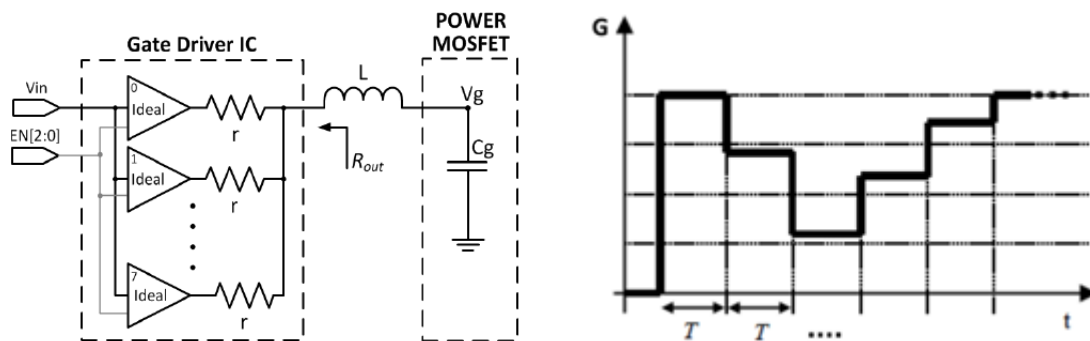 POWER
MOSFET
Gate Driver IC
L
Vin
0
Ideal
r
Vg
EN[2:0]
1
Ideal
r
Rout
Cg
7
Ideal
r
G
T T ....
t